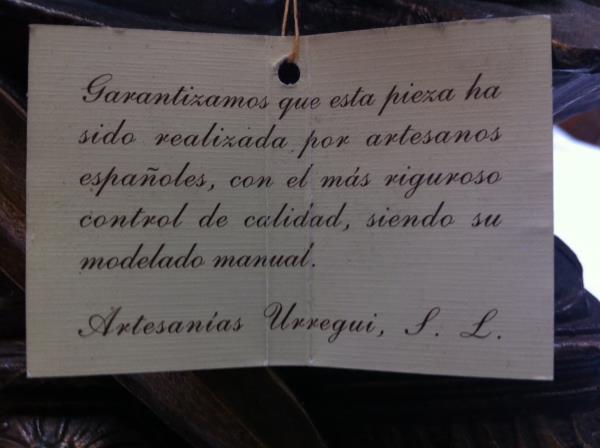 Garantizamos que esta pieza ha
sido realizada por artesanos
españoles, con el más riguroso
control de calidad, siendo su
modelado manual.
Artesanías Urregui, S. L.